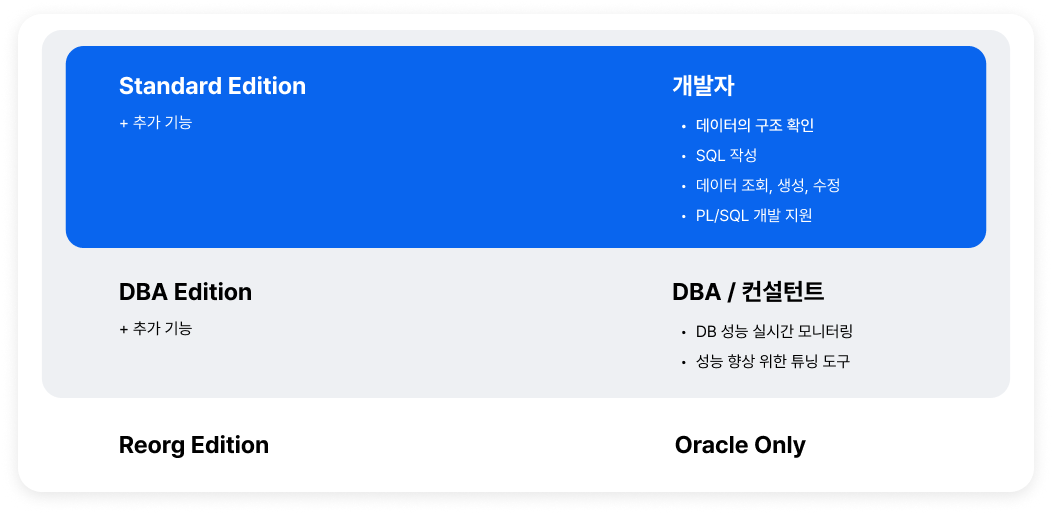 Standard Edition
+ 추가 기능
개발자
• 데이터의 구조 확인
• SQL 작성
• 데이터 조회, 생성, 수정
• PL/SQL 개발 지원
DBA Edition
+ 추가 기능
DBA / 컨설턴트
• DB 성능 실시간 모니터링
• 성능 향상 위한 튜닝 도구
Reorg Edition
Oracle Only